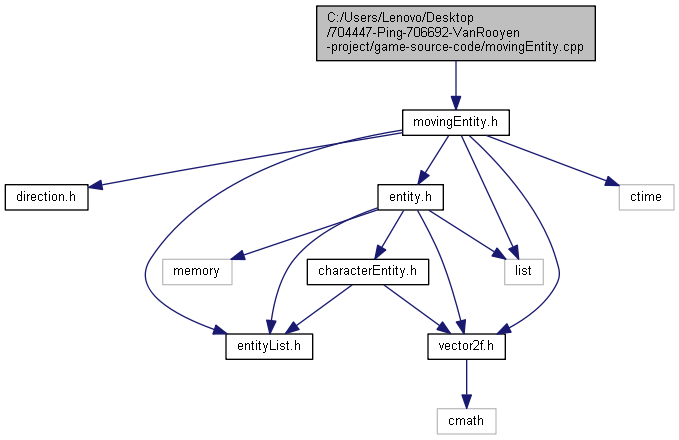 C:/Users/Lenovo/Desktop
/704447-Ping-706692-VanRooyen
-project/game-source-code/movingEntity.cpp
movingEntity.h
direction.h
entity.h
ctime
memory
characterEntity.h
list
entityList.h
vector2f.h
cmath